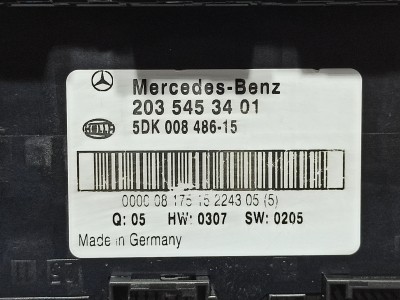 Mercedes-Benz
203 545 34 01
HELLA
5DK 008 486-15
0000 08 175 15 2243 05 (5)
Q: 05 HW: 0307 SW: 0205
Made in Germany